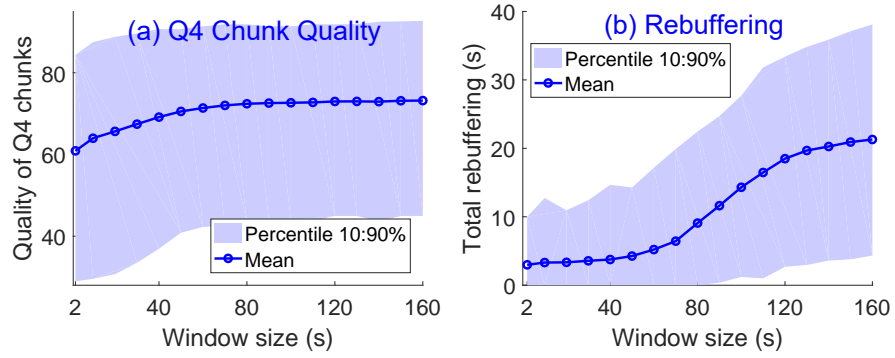 (a) Q4 Chunk Quality
Quality of Q4 chunks
80
60
40
Percentile 10:90%
Mean
2
40
80
120
160
Window size (s)
(b) Rebuffering
Total rebuffering (s)
40
30
20
10
0
Percentile 10:90%
Mean
2
40
80
120
160
Window size (s)